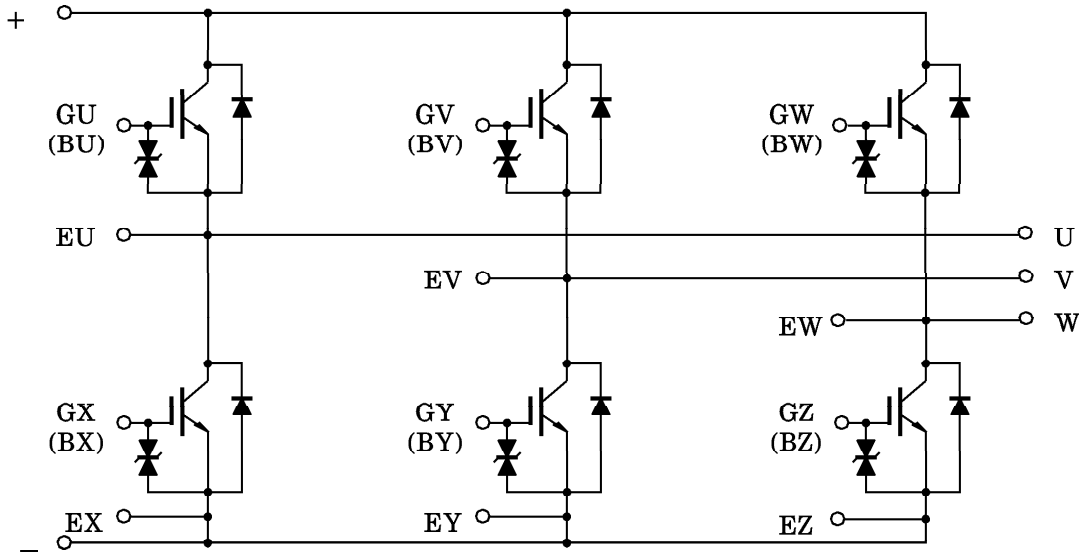 +
GU
(BU)
GV
(BV)
GW
(BW)
EU
U
EV
V
EW
W
GX
(BX)
GY
(BY)
GZ
(BZ)
EX
EY
EZ
−